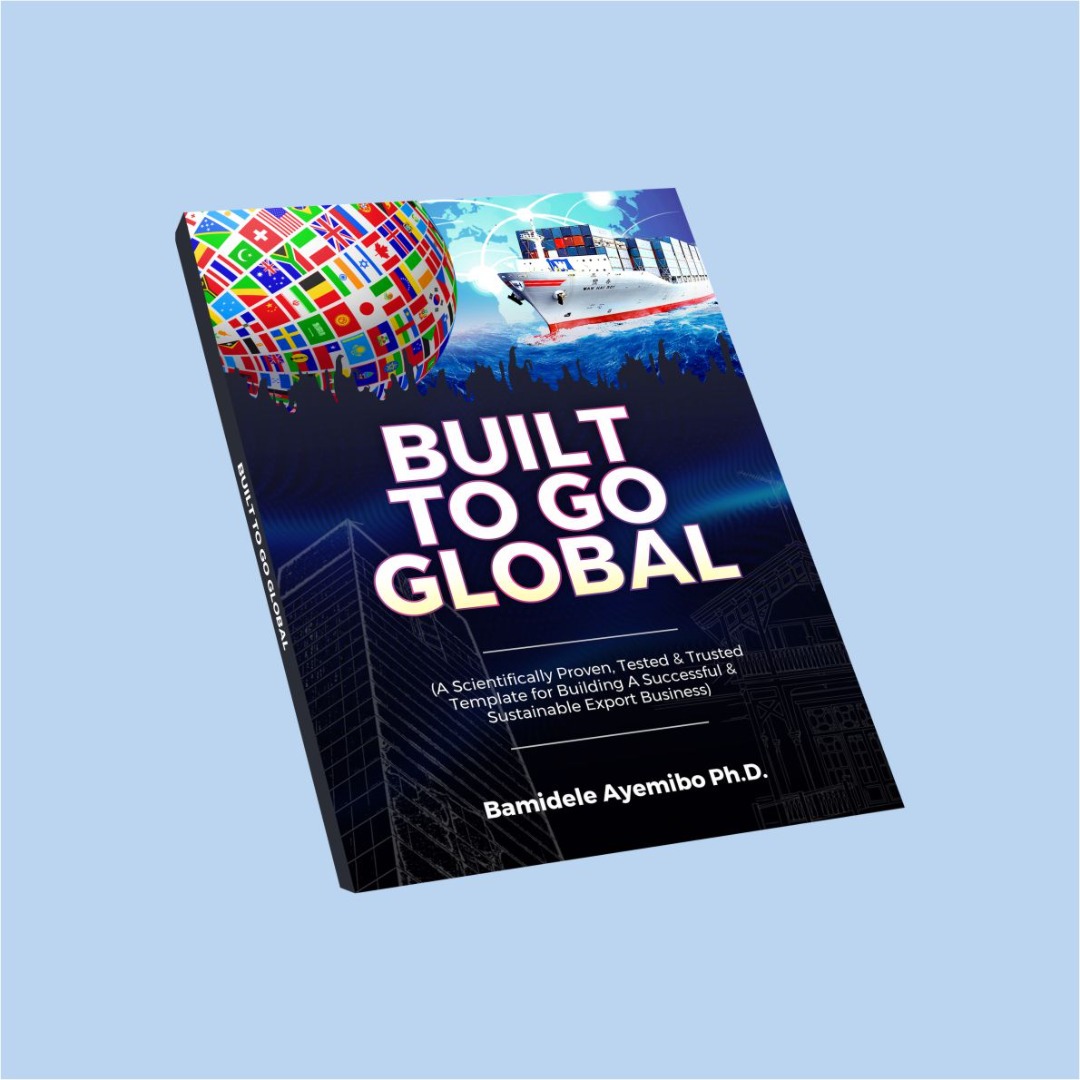 BUILT
TO GO
GLOBAL
(A Scientifically Proven, Tested & Trusted
Template for Building A Successful &
Sustainable Export Business)
Bamidele Ayemibo Ph.D.
BUILT TO GO GLOBAL